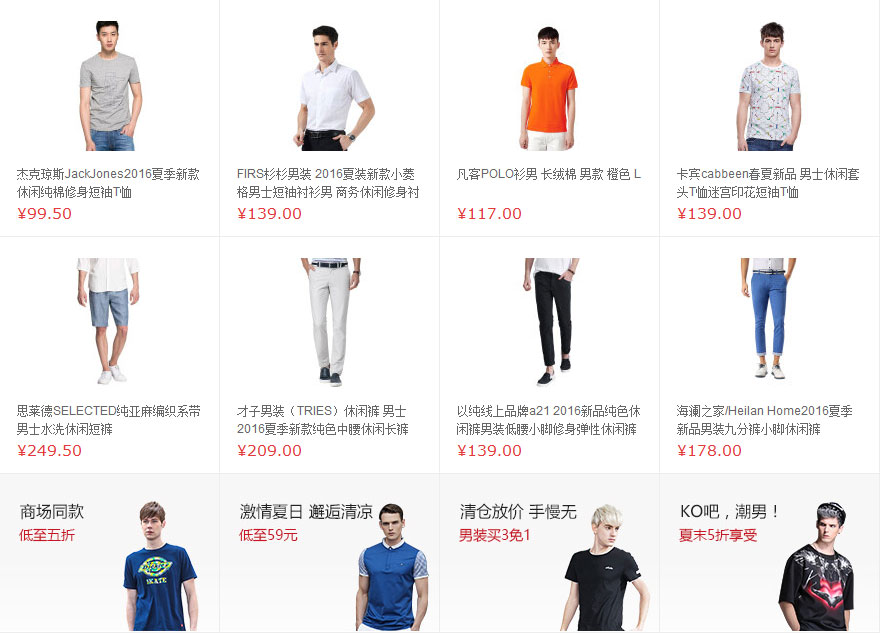 杰克琼斯JackJones2016夏季新款
休闲纯棉修身短袖T恤
¥99.50
FIRS杉杉男装 2016夏装新款小菱
格男士短袖衬衫男 商务休闲修身衬
¥139.00
凡客POLO衫男 长绒棉 男款 橙色 L
¥117.00
卡宾cabbeen春夏新品 男士休闲套
头T恤迷宫印花短袖T恤
¥139.00
思莱德SELECTED纯亚麻编织系带
男士水洗休闲短裤
¥249.50
才子男装（TRIES）休闲裤 男士
2016夏季新款纯色中腰休闲长裤
¥209.00
以纯线上品牌a21 2016新品纯色休
闲裤男装低腰小脚修身弹性休闲裤
¥139.00
海澜之家/Heilan Home2016夏季
新品男装九分裤小脚休闲裤
¥178.00
商场同款
低至五折
SKATE
激情夏日 邂逅清凉
低至59元
清仓放价 手慢无
男装买3免1
KO吧，潮男！
夏末5折享受